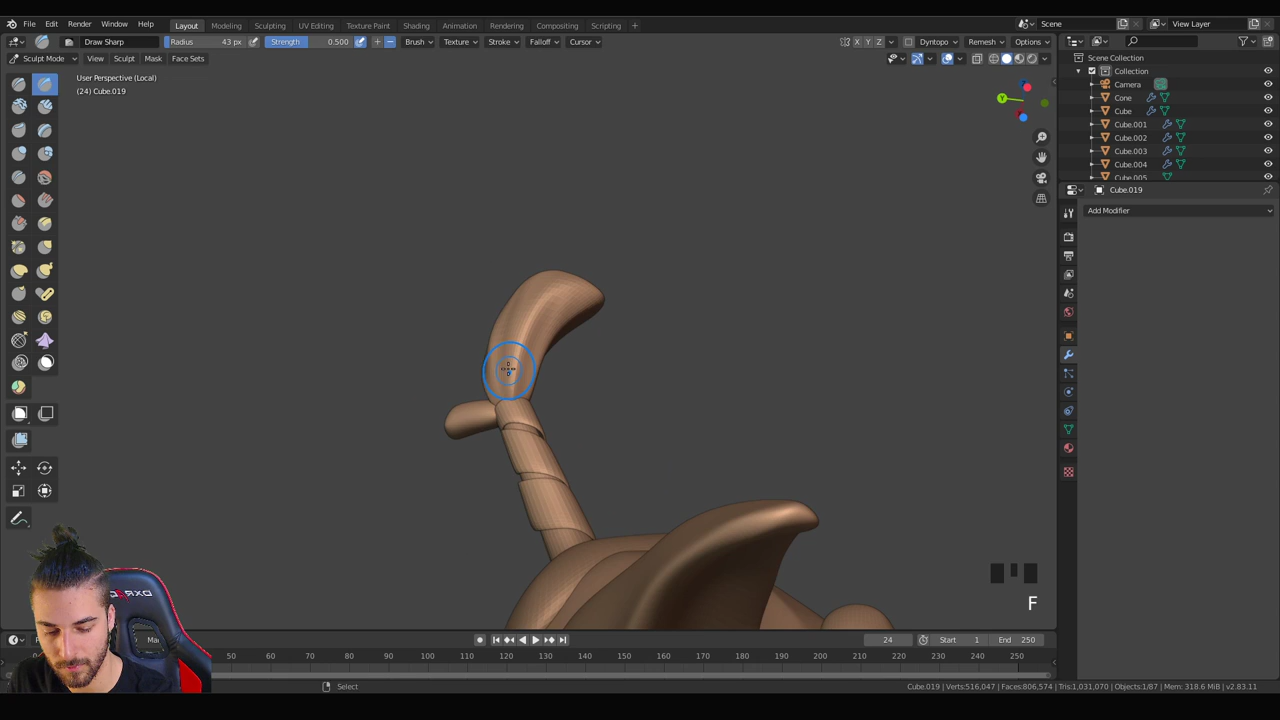 File Edit Render Window Help Layout Modeling Sculpting UV Editing Texture Paint Shading Animation Rendering Compositing Scripting + Scene View Layer
Draw Sharp Radius 43 px Strength 0.500 Brush Texture Stroke Falloff Cursor X Y Z Dyntopo Remesh Options
Sculpt Mode View Sculpt Mask Face Sets
Scene Collection
Collection
Camera
Cone
Cube
Cube.001
Cube.002
Cube.003
Cube.004
Cube.005
User Perspective (Local)
(24) Cube.019
Y
Cube.019
Add Modifier
F
24 Start 1 End 250
50 60 70 80 90 100 110 120 130 140 150 160 170 180 190 200 210 220 230 240 250
Select
Cube.019 | Verts:516,047 | Faces:806,574 | Tris:1,031,070 | Objects:1/87 | Mem: 318.6 MiB | v2.83.11